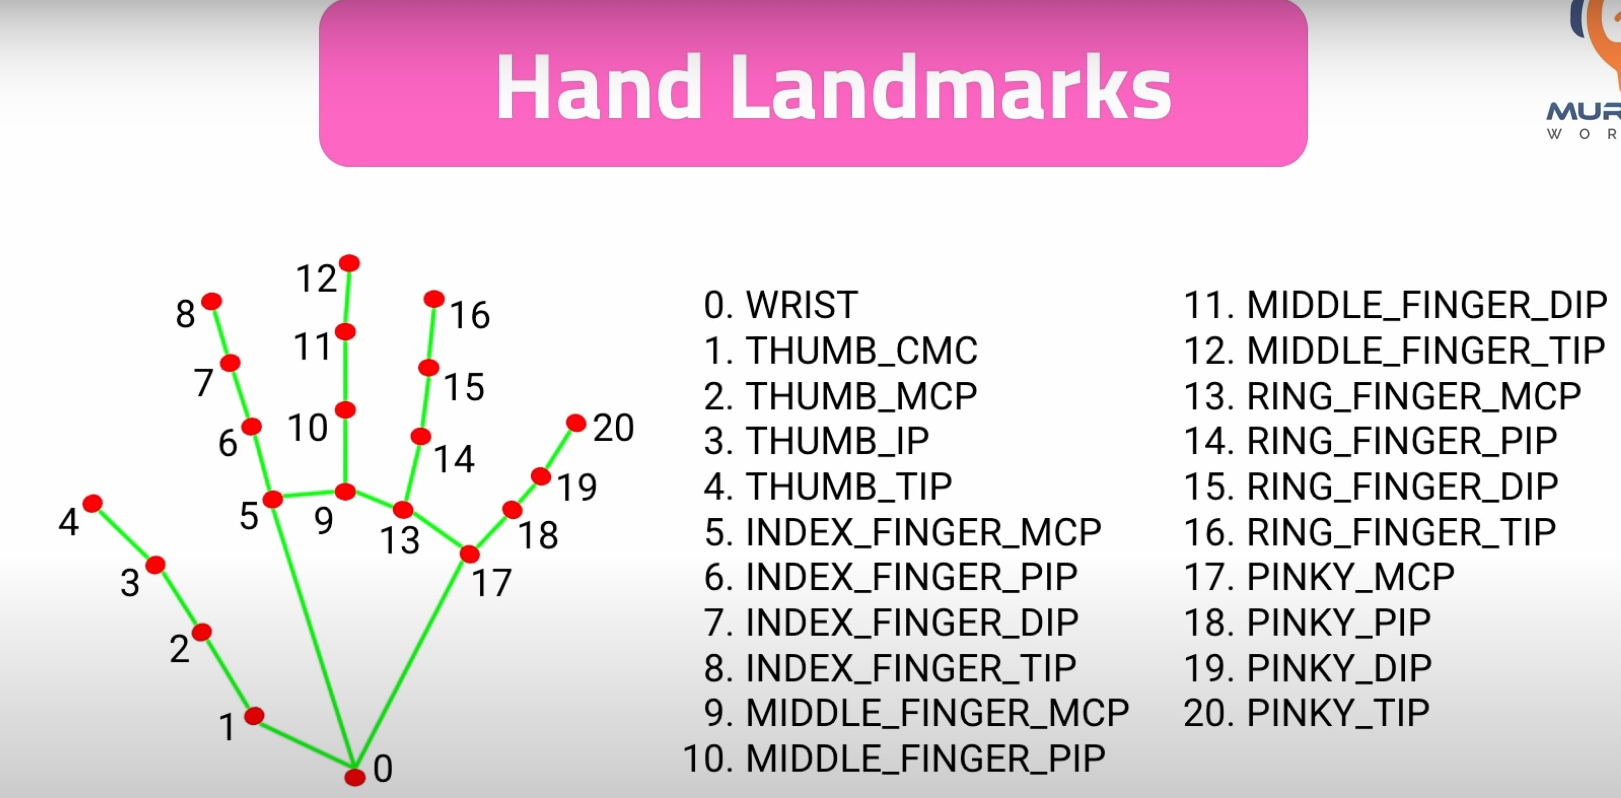 Hand Landmarks
MUR
WOR
12
8
16
11
7
15
10
20
6
14
19
4
5
9
13
18
3
17
2
1
0
0. WRIST
1. THUMB_CMC
2. THUMB_MCP
3. THUMB_IP
4. THUMB_TIP
5. INDEX_FINGER_MCP
6. INDEX_FINGER_PIP
7. INDEX_FINGER_DIP
8. INDEX_FINGER_TIP
9. MIDDLE_FINGER_MCP
10. MIDDLE_FINGER_PIP
11. MIDDLE_FINGER_DIP
12. MIDDLE_FINGER_TIP
13. RING_FINGER_MCP
14. RING_FINGER_PIP
15. RING_FINGER_DIP
16. RING_FINGER_TIP
17. PINKY_MCP
18. PINKY_PIP
19. PINKY_DIP
20. PINKY_TIP